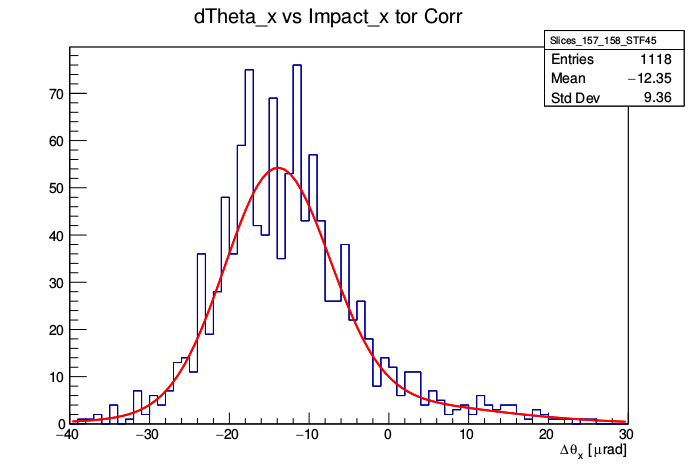 dTheta_x vs Impact_x tor Corr
Slices_157_158_STF45
Entries 1118
Mean −12.35
Std Dev 9.36
70
60
50
40
30
20
10
0
−40 −30 −20 −10 0 10 20 30
Δθx [μrad]